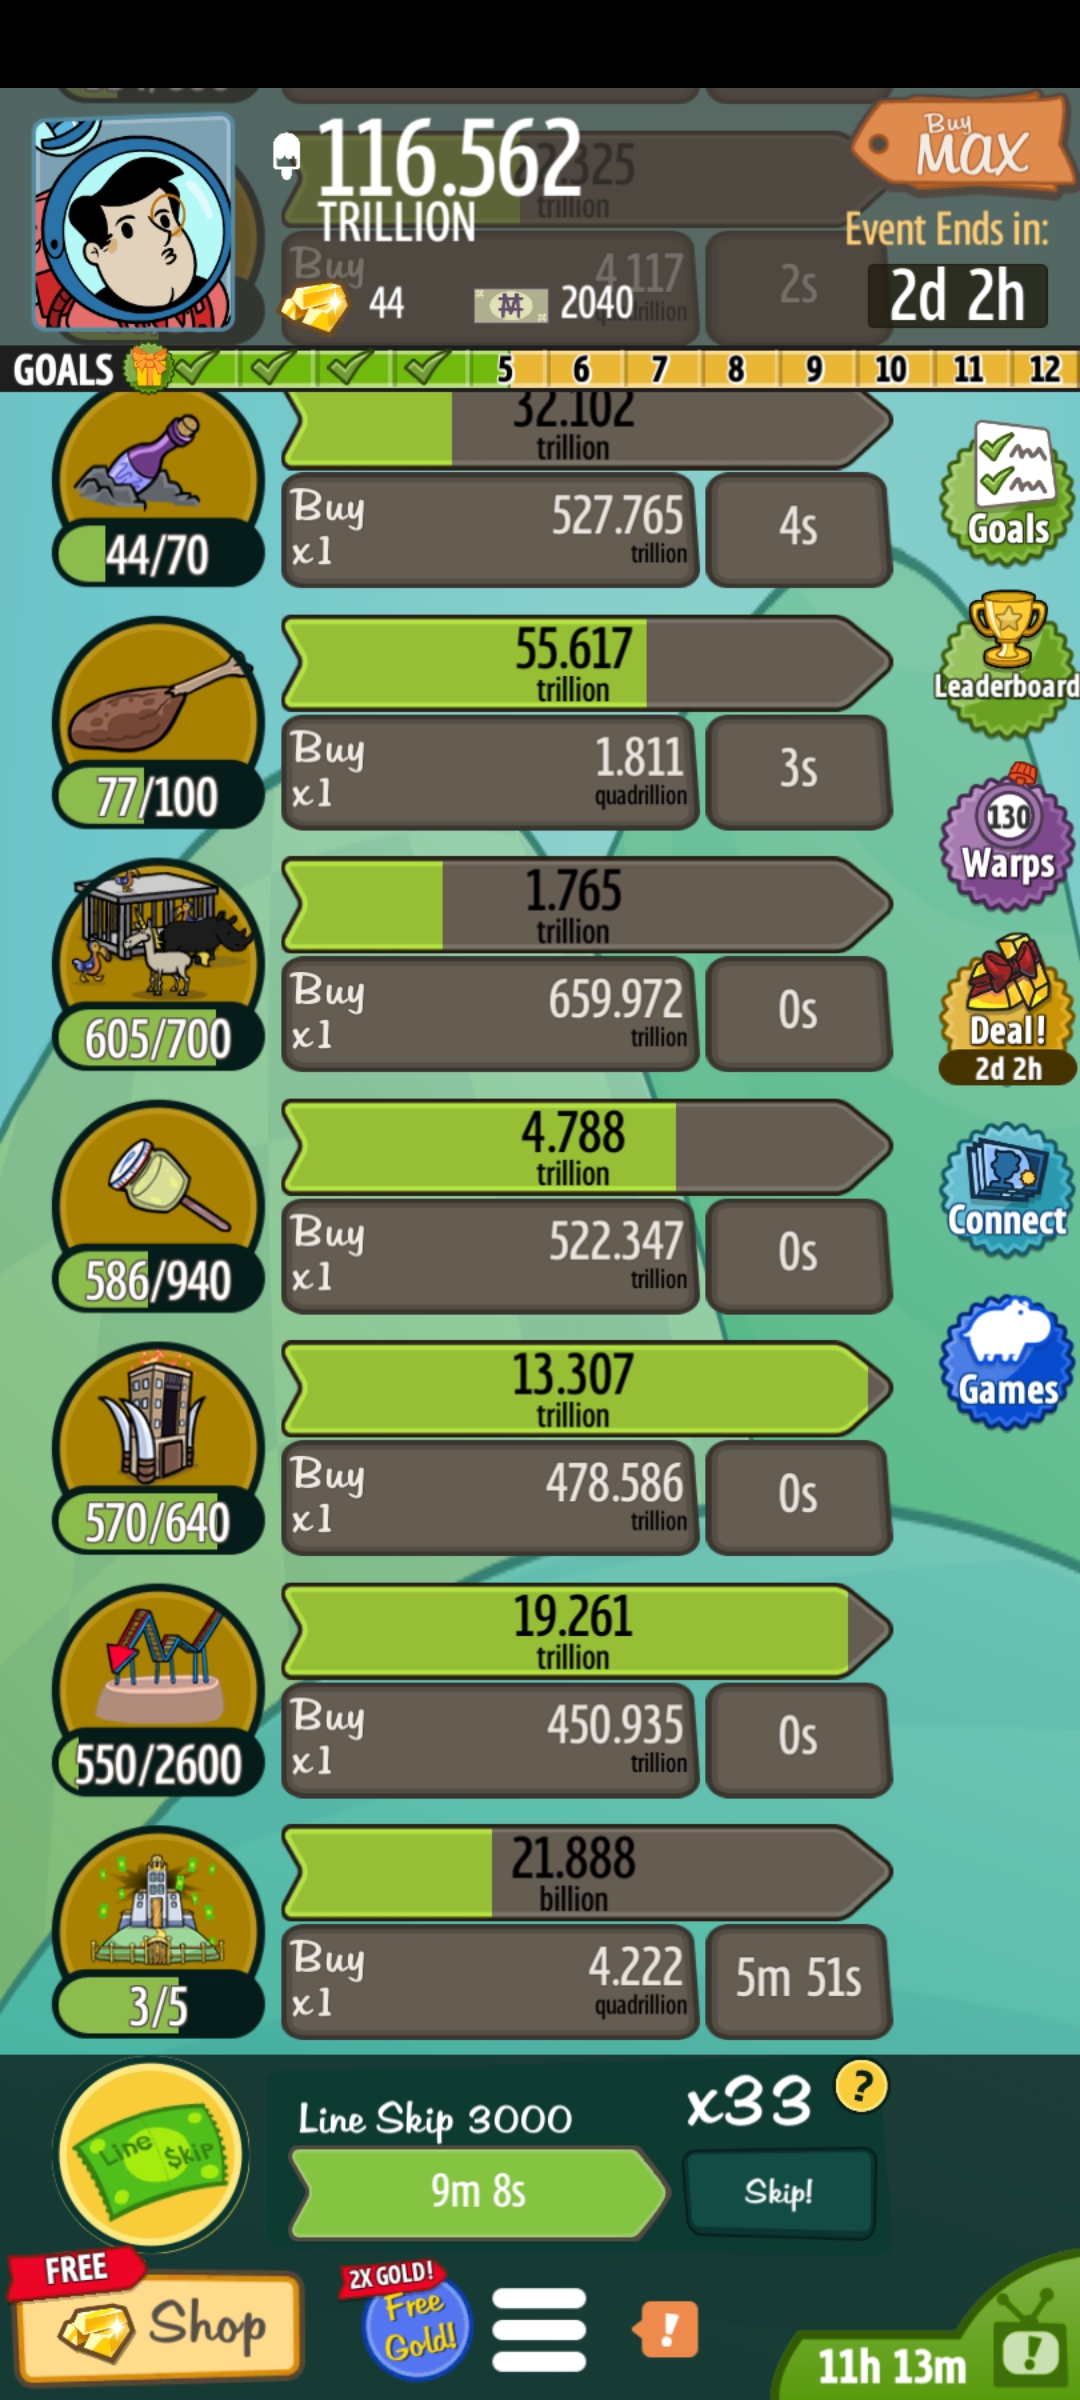 116.562
TRILLION
44
2040
Buy
MAX
Event Ends in:
2d 2h
trillion
Buy
4.117
2s
GOALS
5 6 7 8 9 10 11 12
32.102
trillion
44/70
Buy
x1
527.765
trillion
4s
Goals
55.617
trillion
77/100
Buy
x1
1.811
quadrillion
3s
Leaderboard
130
Warps
1.765
trillion
605/700
Buy
x1
659.972
trillion
0s
Deal!
2d 2h
4.788
trillion
586/940
Buy
x1
522.347
trillion
0s
Connect
13.307
trillion
570/640
Buy
x1
478.586
trillion
0s
Games
19.261
trillion
550/2600
Buy
x1
450.935
trillion
0s
21.888
billion
3/5
Buy
x1
4.222
quadrillion
5m 51s
Line $kip
Line Skip 3000
x33
?
9m 8s
Skip!
FREE
Shop
2X GOLD!
Free
Gold!
!
11h 13m
!